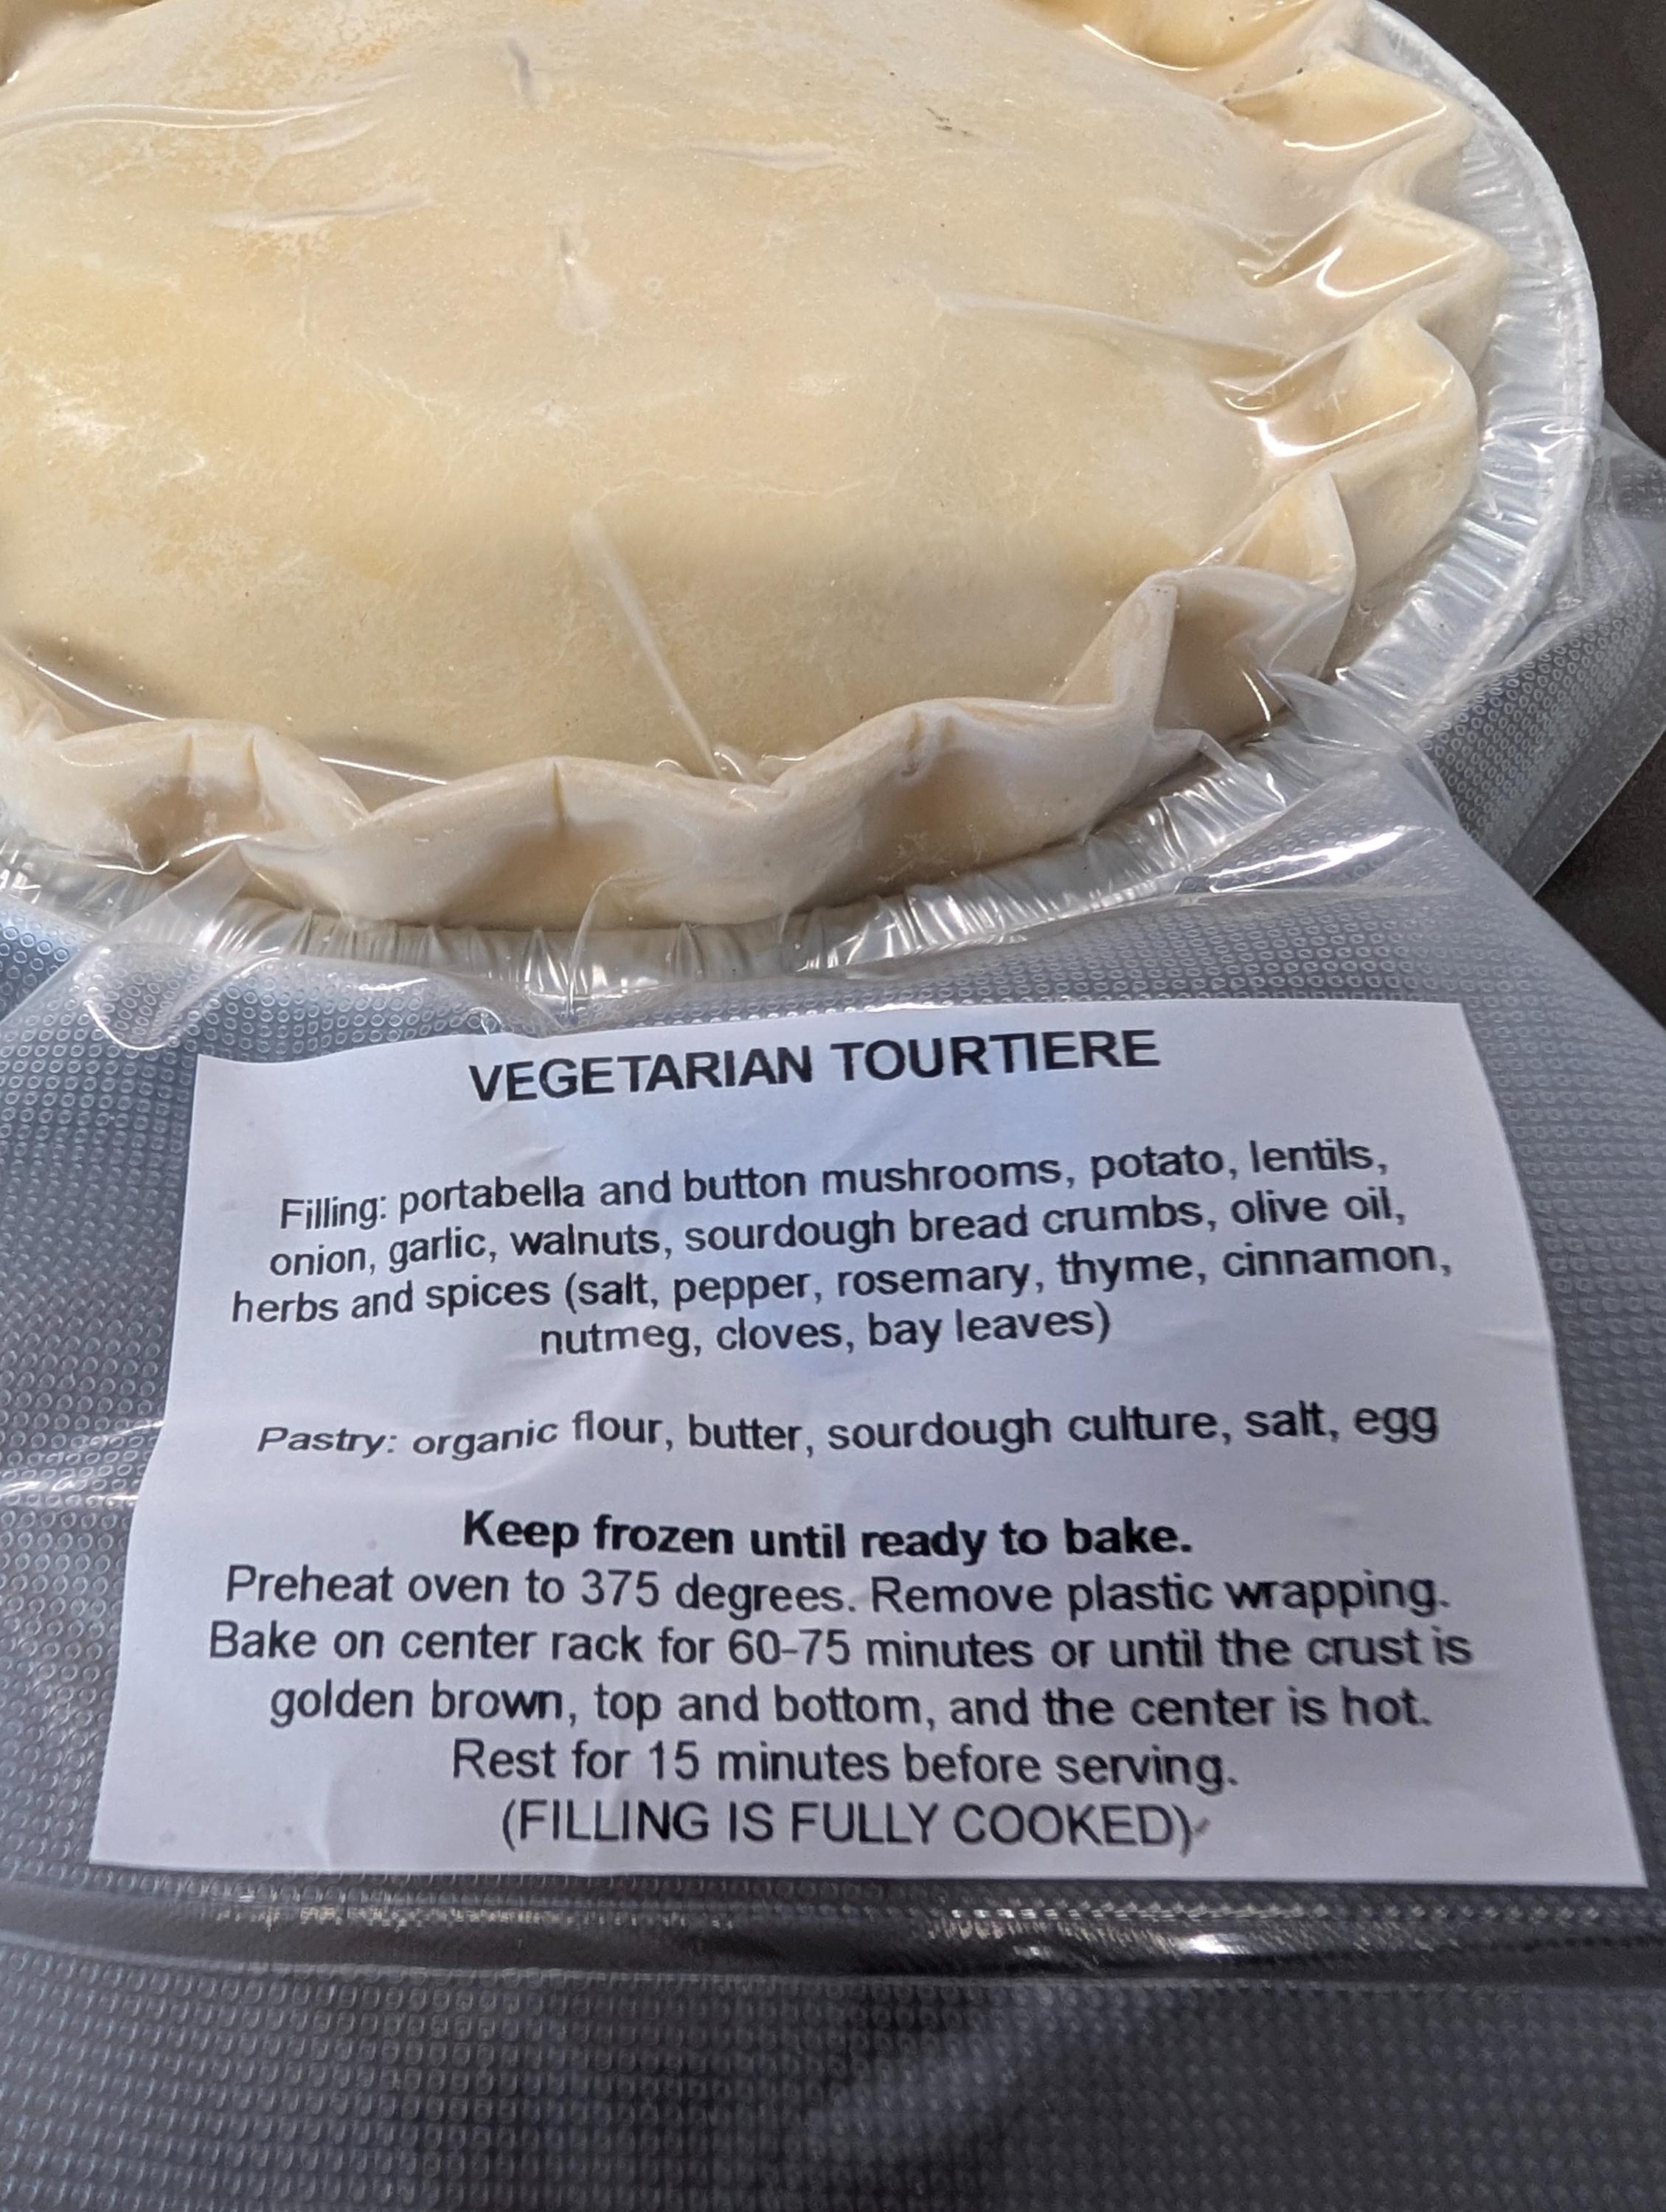 VEGETARIAN TOURTIERE
Filling: portabella and button mushrooms, potato, lentils,
onion, garlic, walnuts, sourdough bread crumbs, olive oil,
herbs and spices (salt, pepper, rosemary, thyme, cinnamon,
nutmeg, cloves, bay leaves)
Pastry: organic flour, butter, sourdough culture, salt, egg
Keep frozen until ready to bake.
Preheat oven to 375 degrees. Remove plastic wrapping.
Bake on center rack for 60-75 minutes or until the crust is
golden brown, top and bottom, and the center is hot.
Rest for 15 minutes before serving.
(FILLING IS FULLY COOKED)